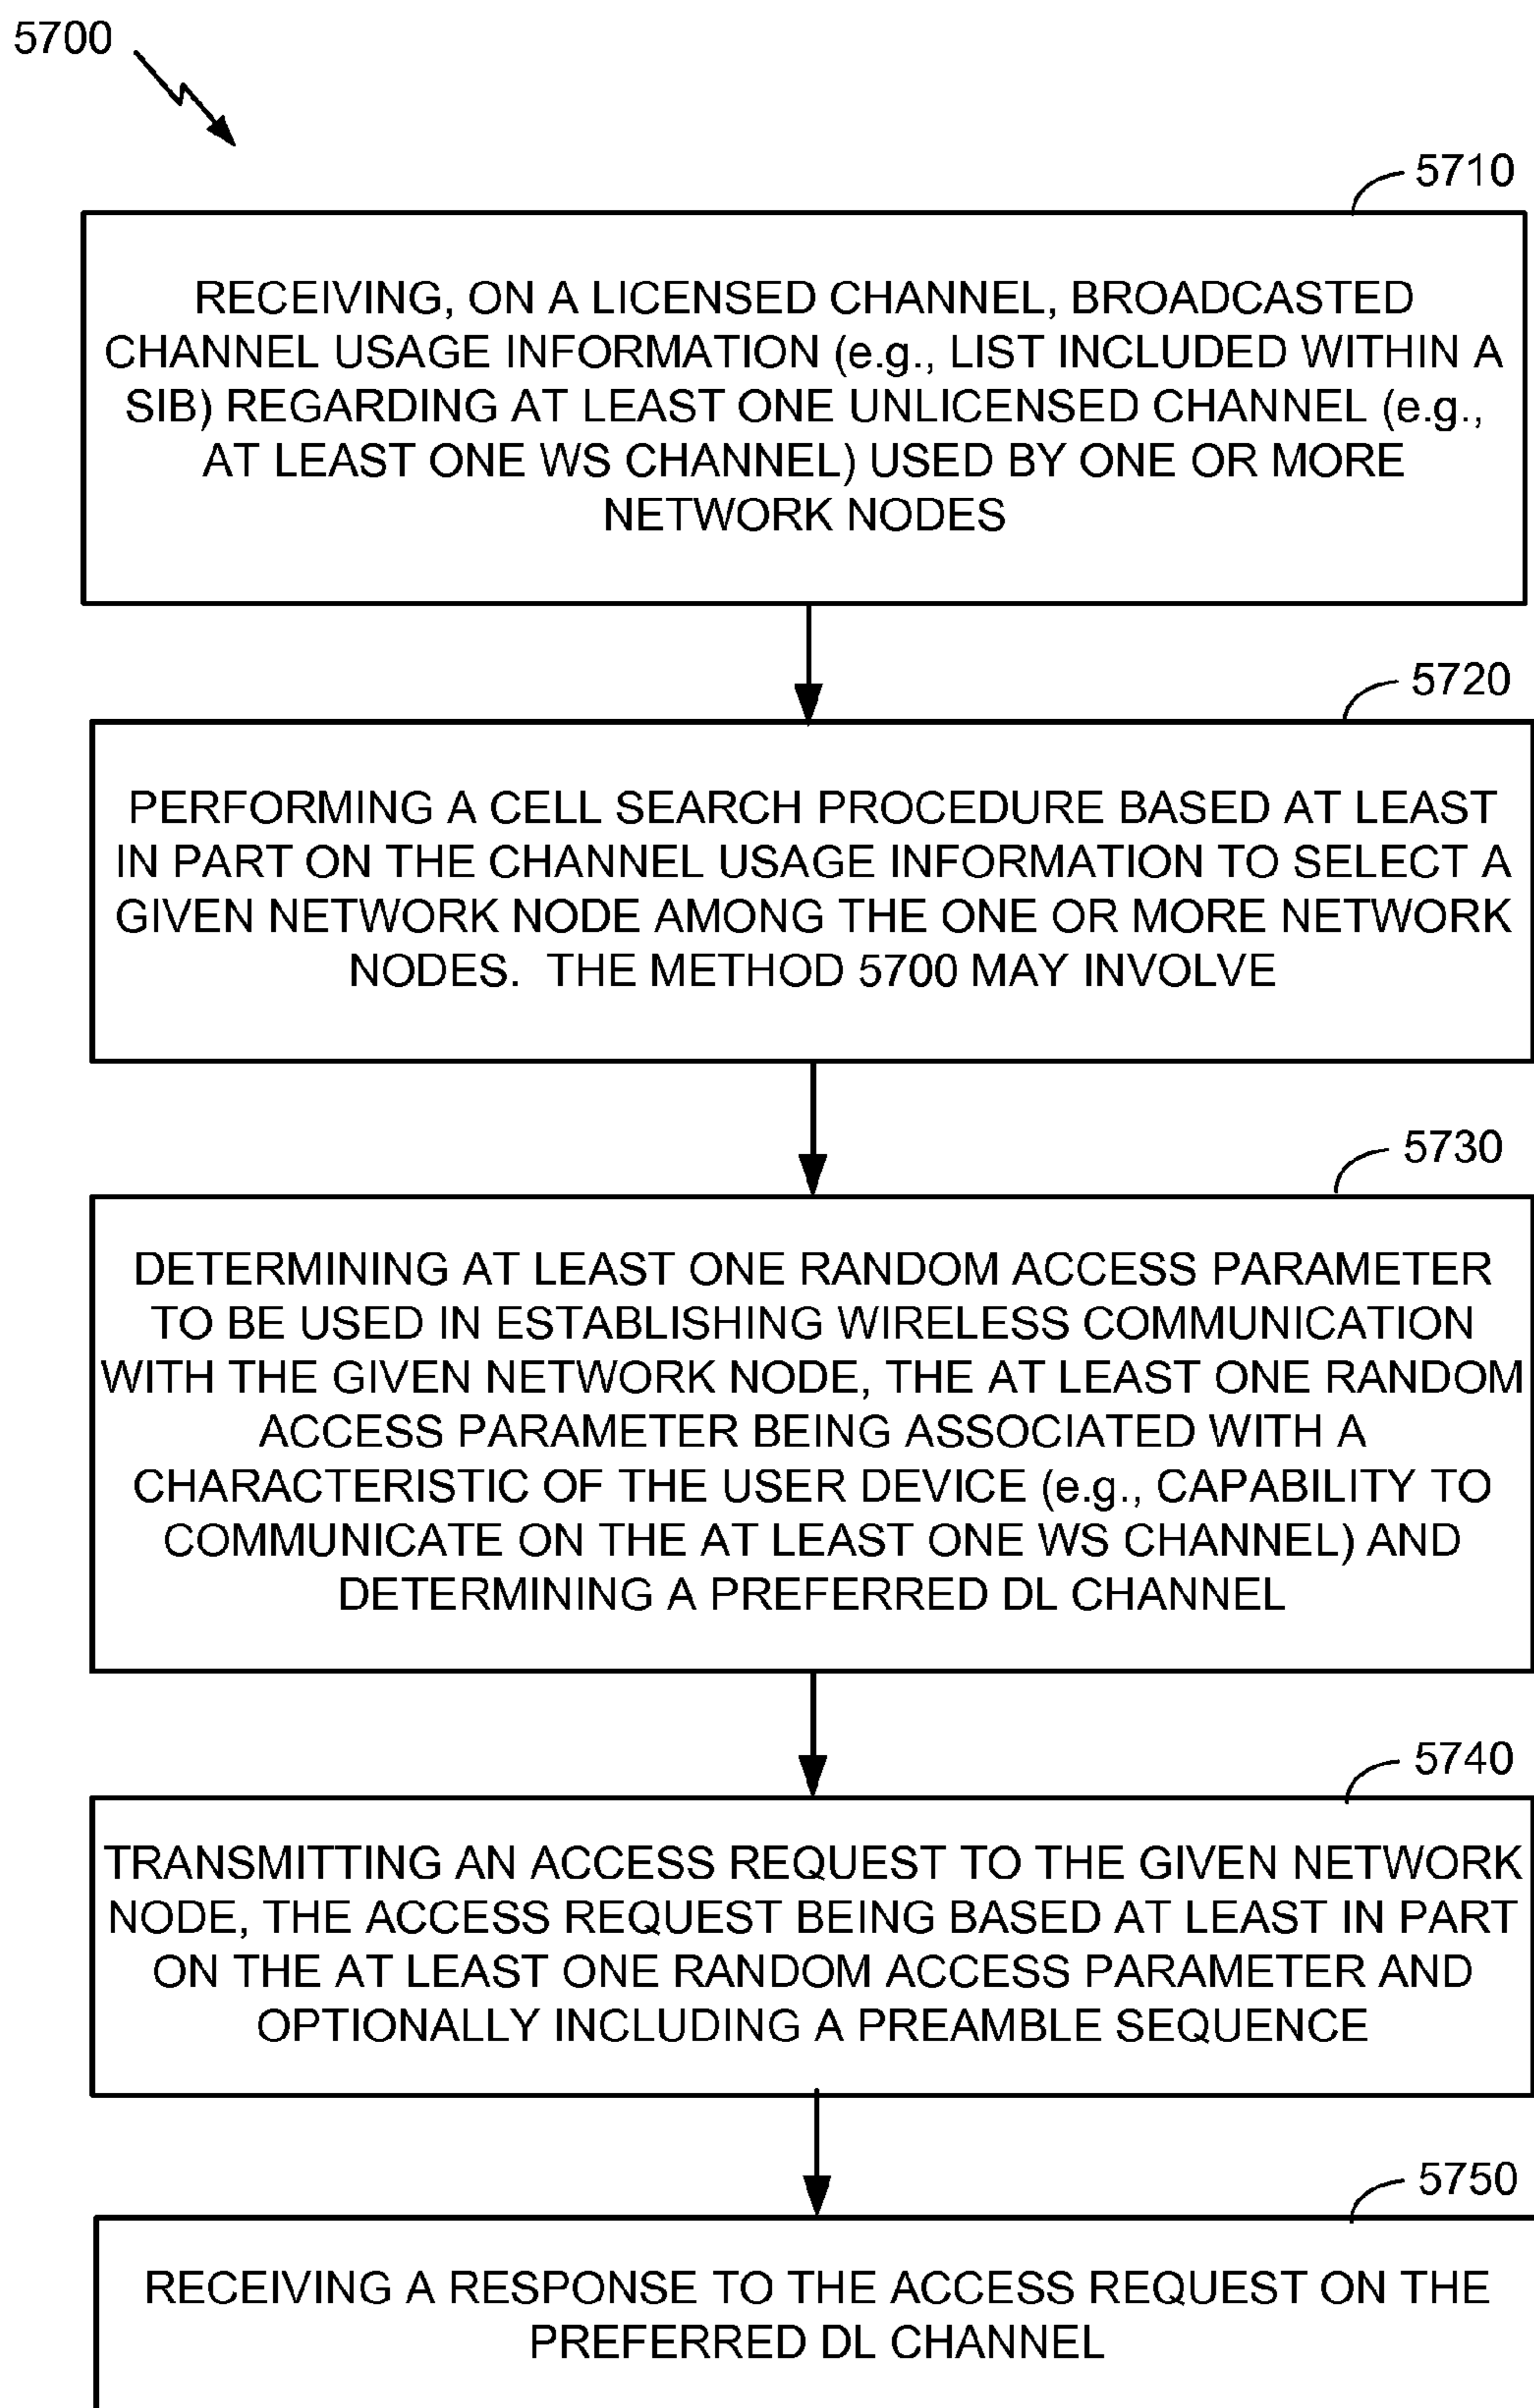 5700
5710
RECEIVING, ON A LICENSED CHANNEL, BROADCASTED
CHANNEL USAGE INFORMATION (e.g., LIST INCLUDED WITHIN A
SIB) REGARDING AT LEAST ONE UNLICENSED CHANNEL (e.g.,
AT LEAST ONE WS CHANNEL) USED BY ONE OR MORE
NETWORK NODES
5720
PERFORMING A CELL SEARCH PROCEDURE BASED AT LEAST
IN PART ON THE CHANNEL USAGE INFORMATION TO SELECT A
GIVEN NETWORK NODE AMONG THE ONE OR MORE NETWORK
NODES.  THE METHOD 5700 MAY INVOLVE
5730
DETERMINING AT LEAST ONE RANDOM ACCESS PARAMETER
TO BE USED IN ESTABLISHING WIRELESS COMMUNICATION
WITH THE GIVEN NETWORK NODE, THE AT LEAST ONE RANDOM
ACCESS PARAMETER BEING ASSOCIATED WITH A
CHARACTERISTIC OF THE USER DEVICE (e.g., CAPABILITY TO
COMMUNICATE ON THE AT LEAST ONE WS CHANNEL) AND
DETERMINING A PREFERRED DL CHANNEL
5740
TRANSMITTING AN ACCESS REQUEST TO THE GIVEN NETWORK
NODE, THE ACCESS REQUEST BEING BASED AT LEAST IN PART
ON THE AT LEAST ONE RANDOM ACCESS PARAMETER AND
OPTIONALLY INCLUDING A PREAMBLE SEQUENCE
5750
RECEIVING A RESPONSE TO THE ACCESS REQUEST ON THE
PREFERRED DL CHANNEL